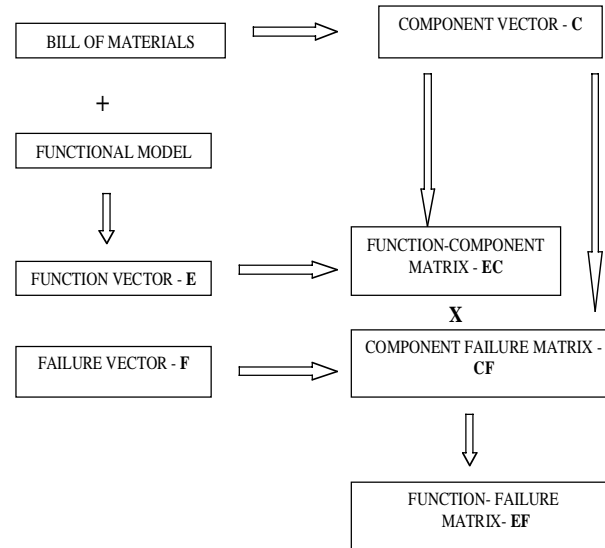 BILL OF MATERIALS
COMPONENT VECTOR - C
+
FUNCTIONAL MODEL
FUNCTION VECTOR - E
FUNCTION-COMPONENT
MATRIX - EC
X
FAILURE VECTOR - F
COMPONENT FAILURE MATRIX -
CF
FUNCTION- FAILURE
MATRIX- EF